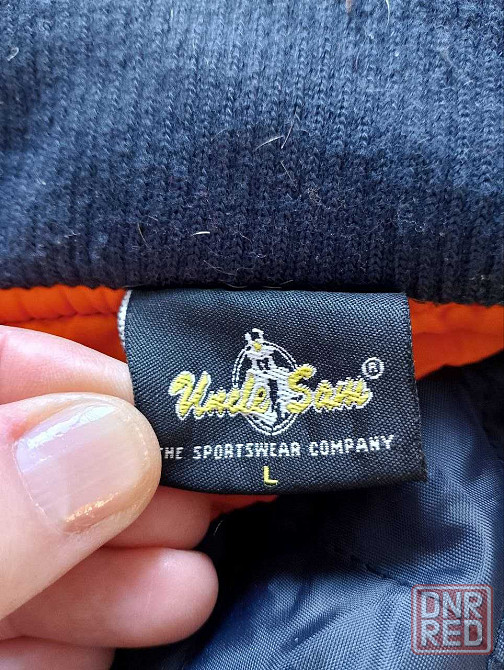 Uncle Sam ®
THE SPORTSWEAR COMPANY
L
DNR
RED